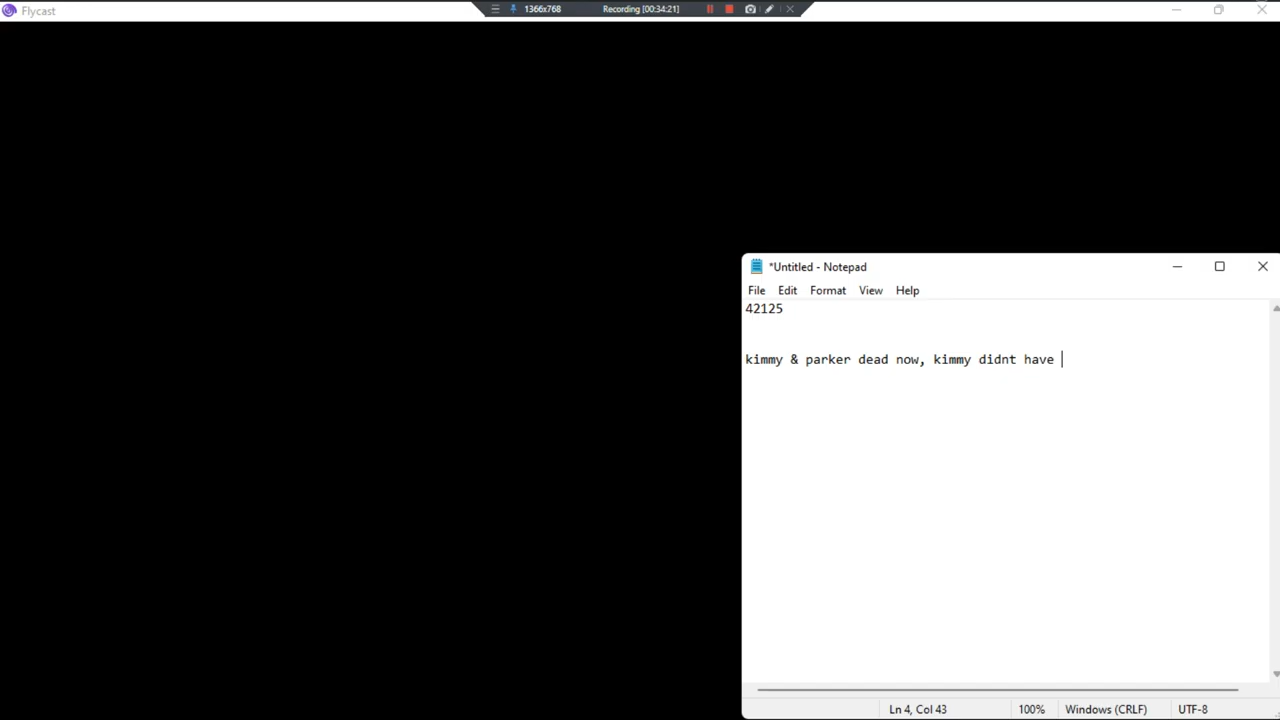 Flycast
1366x768
Recording [00:34:21]
*Untitled - Notepad
File Edit Format View Help
42125
kimmy & parker dead now, kimmy didnt have
Ln 4, Col 43
100%
Windows (CRLF)
UTF-8